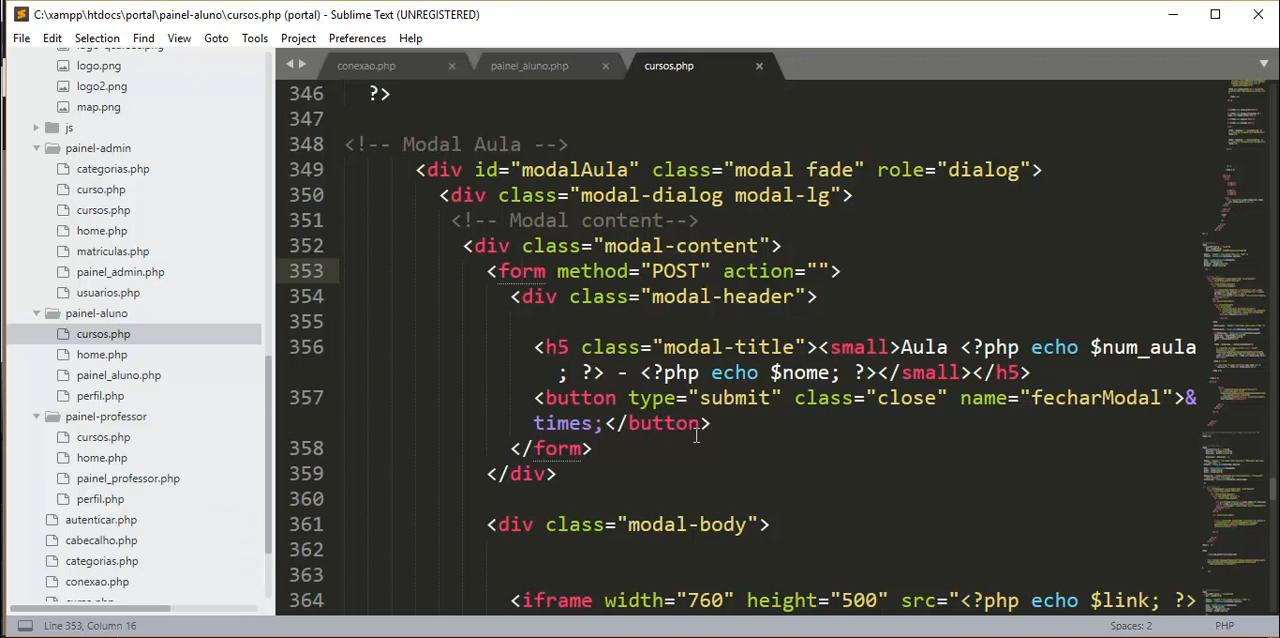 C:\xampp\htdocs\portal\painel-aluno\cursos.php (portal) - Sublime Text (UNREGISTERED)
File Edit Selection Find View Goto Tools Project Preferences Help
logo.png
logo2.png
map.png
js
painel-admin
categorias.php
curso.php
cursos.php
home.php
matriculas.php
painel_admin.php
usuarios.php
painel-aluno
cursos.php
home.php
painel_aluno.php
perfil.php
painel-professor
cursos.php
home.php
painel_professor.php
perfil.php
autenticar.php
cabecalho.php
categorias.php
conexao.php
conexao.php painel_aluno.php cursos.php
346 ?>
347
348 <!-- Modal Aula -->
349 <div id="modalAula" class="modal fade" role="dialog">
350 <div class="modal-dialog modal-lg">
351 <!-- Modal content-->
352 <div class="modal-content">
353 <form method="POST" action="">
354 <div class="modal-header">
355
356 <h5 class="modal-title"><small>Aula <?php echo $num_aula
; ?> - <?php echo $nome; ?></small></h5>
357 <button type="submit" class="close" name="fecharModal">&
times;</button>
358 </form>
359 </div>
360
361 <div class="modal-body">
362
363
364 <iframe width="760" height="500" src="<?php echo $link; ?>
Line 353, Column 16 Spaces: 2 PHP